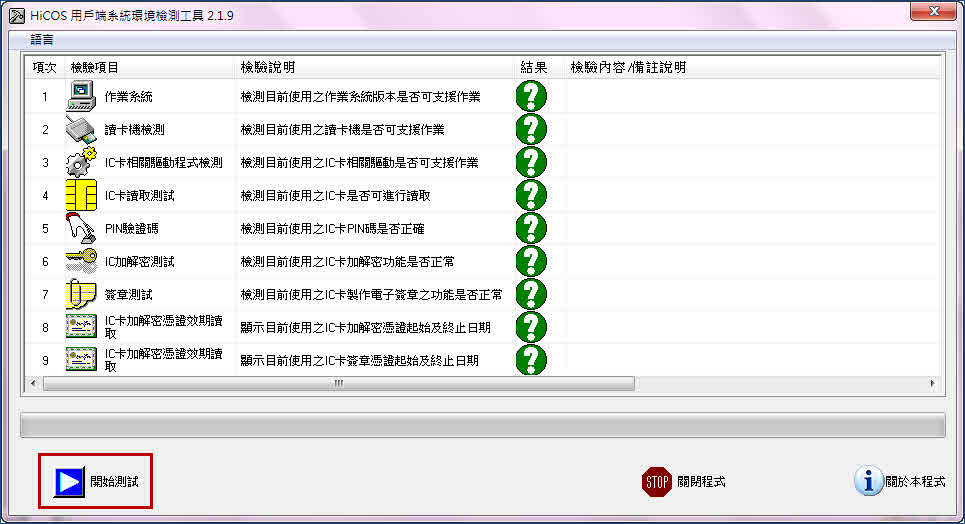 HiCOS 用戶端系統環境檢測工具 2.1.9
語言
項次 檢驗項目 檢驗說明 結果 檢驗內容/備註說明
1 作業系統 檢測目前使用之作業系統版本是否可支援作業
2 讀卡機檢測 檢測目前使用之讀卡機是否可支援作業
3 IC卡相關驅動程式檢測 檢測目前使用之IC卡相關驅動是否可支援作業
4 IC卡讀取測試 檢測目前使用之IC卡是否可進行讀取
5 PIN驗證碼 檢測目前使用之IC卡PIN碼是否正確
6 IC加解密測試 檢測目前使用之IC卡加解密功能是否正常
7 簽章測試 檢測目前使用之IC卡製作電子簽章之功能是否正常
8 IC卡加解密憑證效期讀 顯示目前使用之IC卡加解密憑證起始及終止日期
取
9 IC卡加解密憑證效期讀 顯示目前使用之IC卡簽章憑證起始及終止日期
取
開始測試 STOP 關閉程式 關於本程式